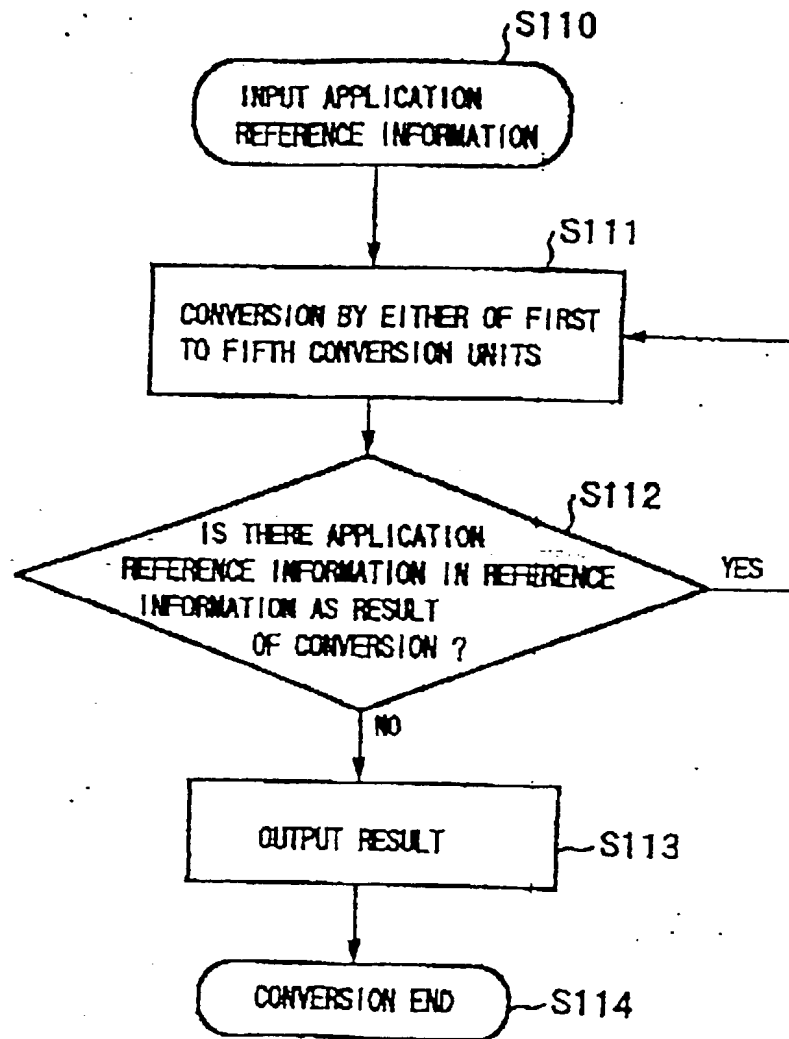 S110
INPUT APPLICATION
REFERENCE INFORMATION
S111
CONVERSION BY EITHER OF FIRST
TO FIFTH CONVERSION UNITS
S112
IS THERE APPLICATION
REFERENCE INFORMATION IN REFERENCE
INFORMATION AS RESULT
OF CONVERSION ?
YES
NO
OUTPUT RESULT
S113
CONVERSION END
S114